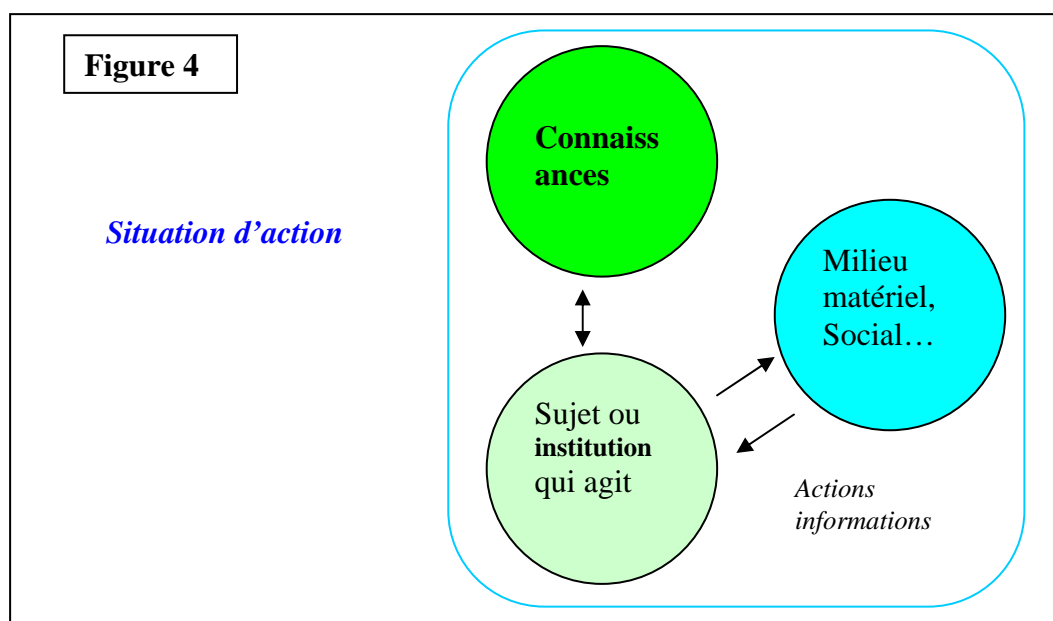 Figure 4
Situation d'action
Connaiss
ances
Milieu
matériel,
Social…
Sujet ou
institution
qui agit
Actions
informations